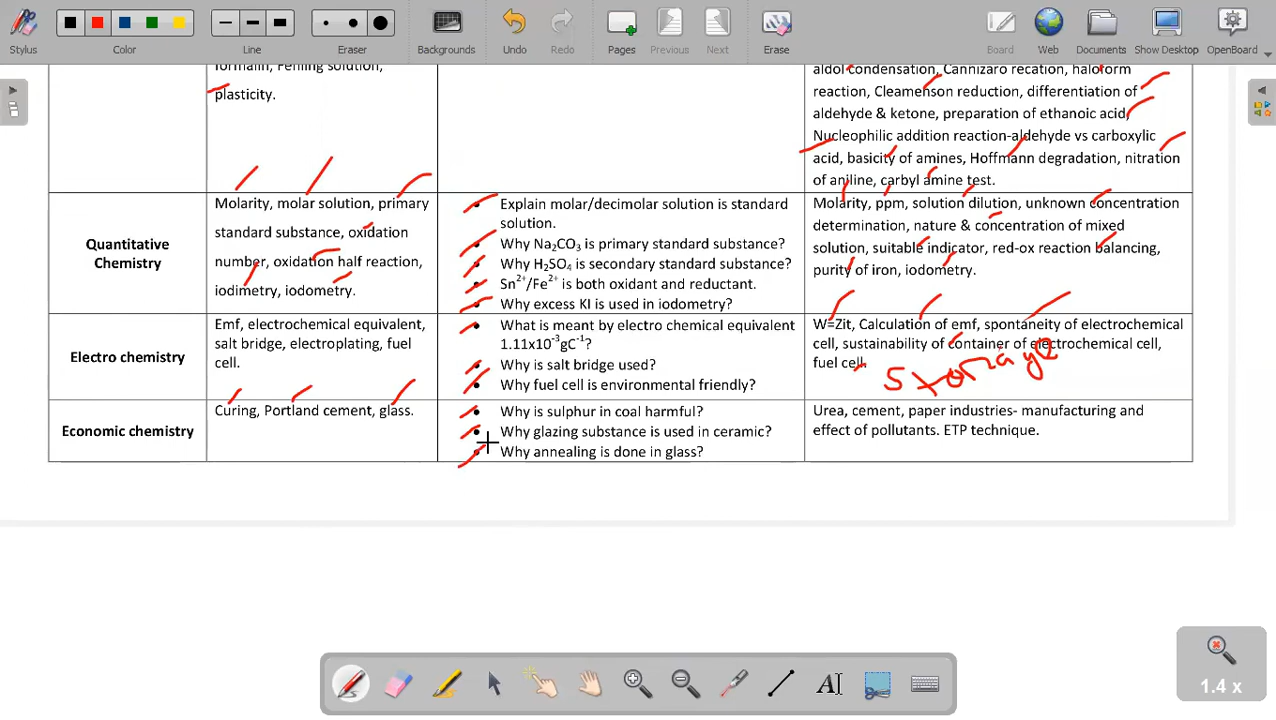 Stylus
Color
Line
Eraser
Backgrounds
Undo
Redo
Pages
Previous
Next
Erase
Board
Web
Documents
Show Desktop
OpenBoard
formalin, Fehling solution,
plasticity.
aldol condensation, Cannizaro recation, haloform
reaction, Cleamenson reduction, differentiation of
aldehyde & ketone, preparation of ethanoic acid,
Nucleophilic addition reaction-aldehyde vs carboxylic
acid, basicity of amines, Hoffmann degradation, nitration
of aniline, carbyl amine test.
Quantitative
Chemistry
Molarity, molar solution, primary
standard substance, oxidation
number, oxidation half reaction,
iodimetry, iodometry.
• Explain molar/decimolar solution is standard
solution.
• Why Na₂CO₃ is primary standard substance?
• Why H₂SO₄ is secondary standard substance?
• Sn²⁺/Fe²⁺ is both oxidant and reductant.
• Why excess KI is used in iodometry?
Molarity, ppm, solution dilution, unknown concentration
determination, nature & concentration of mixed
solution, suitable indicator, red-ox reaction balancing,
purity of iron, iodometry.
Electro chemistry
Emf, electrochemical equivalent,
salt bridge, electroplating, fuel
cell.
• What is meant by electro chemical equivalent
1.11x10⁻³gC⁻¹?
• Why is salt bridge used?
• Why fuel cell is environmental friendly?
W=Zit, Calculation of emf, spontaneity of electrochemical
cell, sustainability of container of electrochemical cell,
fuel cell.
Storage
Economic chemistry
Curing, Portland cement, glass.
• Why is sulphur in coal harmful?
• Why glazing substance is used in ceramic?
• Why annealing is done in glass?
Urea, cement, paper industries- manufacturing and
effect of pollutants. ETP technique.
1.4 x